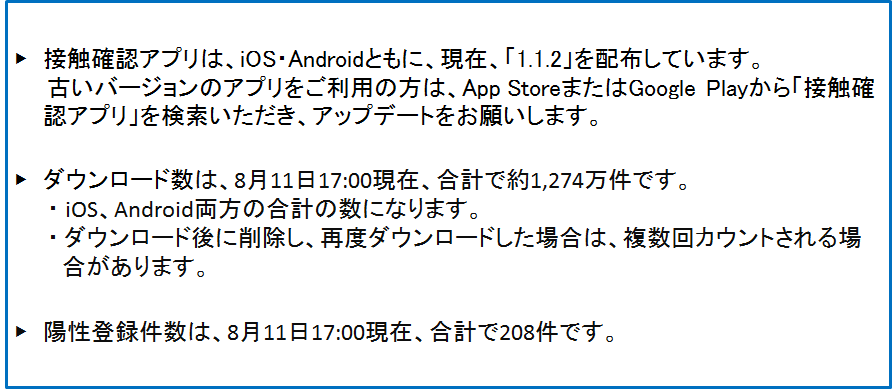 ▶ 接触確認アプリは、iOS・Androidともに、現在、「1.1.2」を配布しています。
古いバージョンのアプリをご利用の方は、App StoreまたはGoogle Playから「接触確
認アプリ」を検索いただき、アップデートをお願いします。
▶ ダウンロード数は、8月11日17:00現在、合計で約1,274万件です。
・iOS、Android両方の合計の数になります。
・ダウンロード後に削除し、再度ダウンロードした場合は、複数回カウントされる場
合があります。
▶ 陽性登録件数は、8月11日17:00現在、合計で208件です。